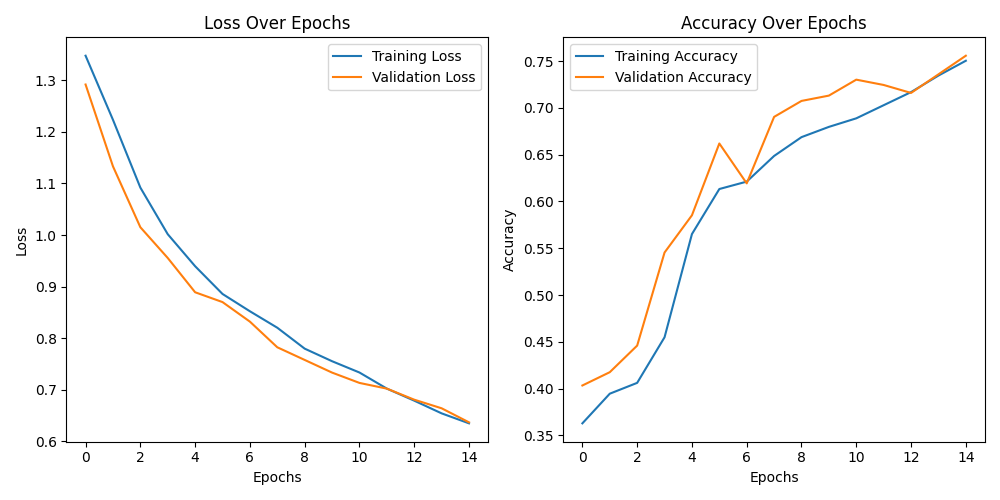 Loss Over Epochs
Training Loss
Validation Loss
Loss
1.3
1.2
1.1
1.0
0.9
0.8
0.7
0.6
0 2 4 6 8 10 12 14
Epochs
Accuracy Over Epochs
Training Accuracy
Validation Accuracy
Accuracy
0.75
0.70
0.65
0.60
0.55
0.50
0.45
0.40
0.35
0 2 4 6 8 10 12 14
Epochs